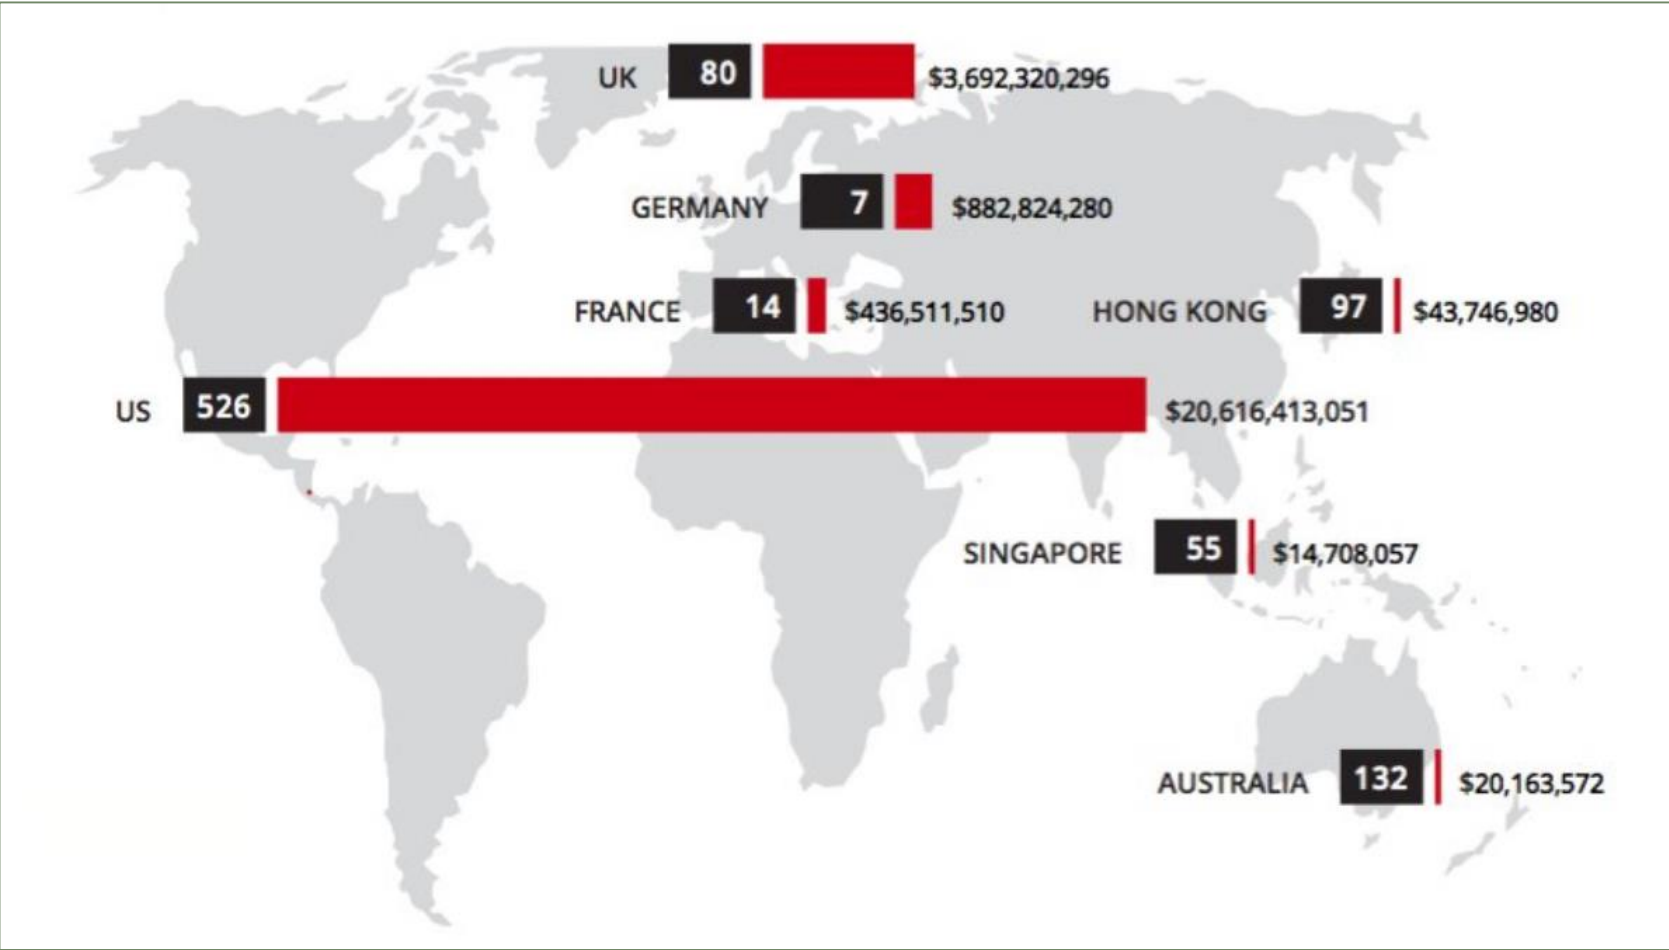 UK 80 $3,692,320,296
GERMANY 7 $882,824,280
FRANCE 14 $436,511,510
HONG KONG 97 $43,746,980
US 526 $20,616,413,051
SINGAPORE 55 $14,708,057
AUSTRALIA 132 $20,163,572